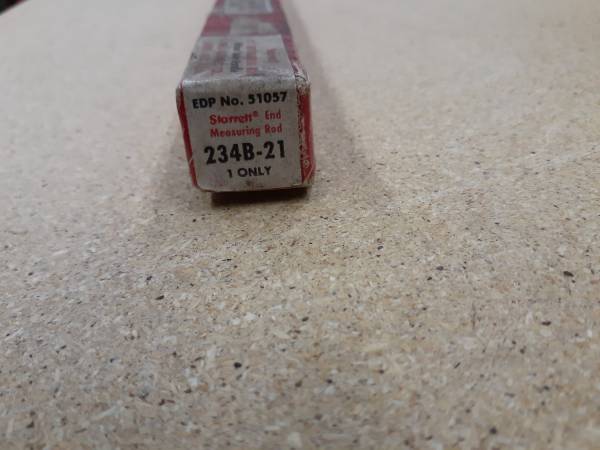 EDP No. 51057
Starrett® End
Measuring Rod
234B-21
1 ONLY